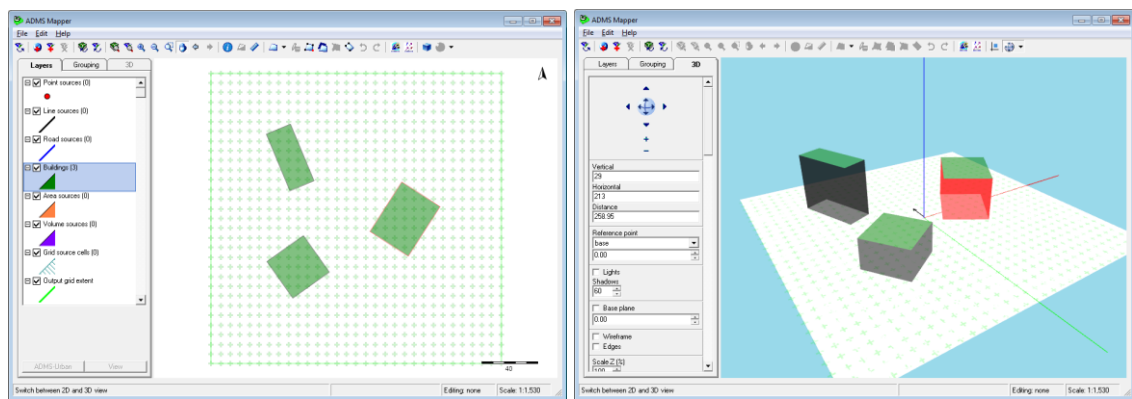 ADMS Mapper
File Edit Help
Layers Grouping 3D
Point sources (0)
Line sources (0)
Road sources (0)
Buildings (3)
Area sources (0)
Volume sources (0)
Grid source cells (0)
Output grid extent
ADMS Urban View
40
Switch between 2D and 3D view
Editing: none
Scale: 1:1,530
ADMS Mapper
File Edit Help
Layers Grouping 3D
Vertical
29
Horizontal
213
Distance
258.95
Reference point
base
0.00
Lights
Shadows
60
Base plane
0.00
Wireframe
Edges
Scale Z (%)
100
Switch between 2D and 3D view
Editing: none
Scale: 1:1,530